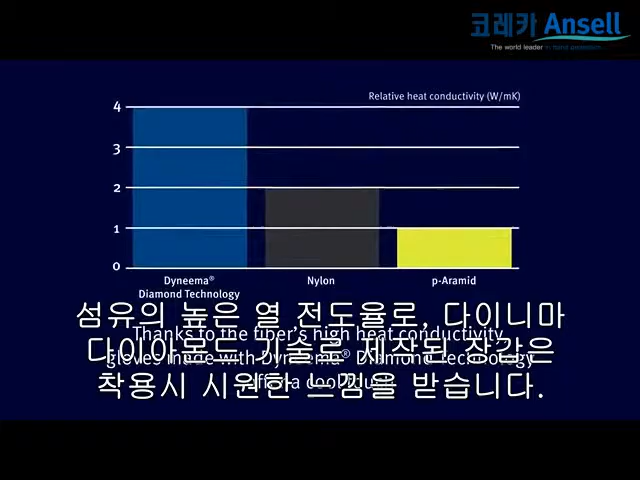 코레카 Ansell
The world leader in hand protection
Relative heat conductivity (W/mK)
4
3
2
1
0
Dyneema®
Diamond Technology
Nylon
p-Aramid
섬유의 높은 열 전도율로, 다이니마
Thanks to the fiber's high heat conductivity
다이아몬드 기술로 제작된 장갑은
gloves made with Dyneema® Diamond Technology
착용시 시원한 느낌을 받습니다.
offer a cool touch